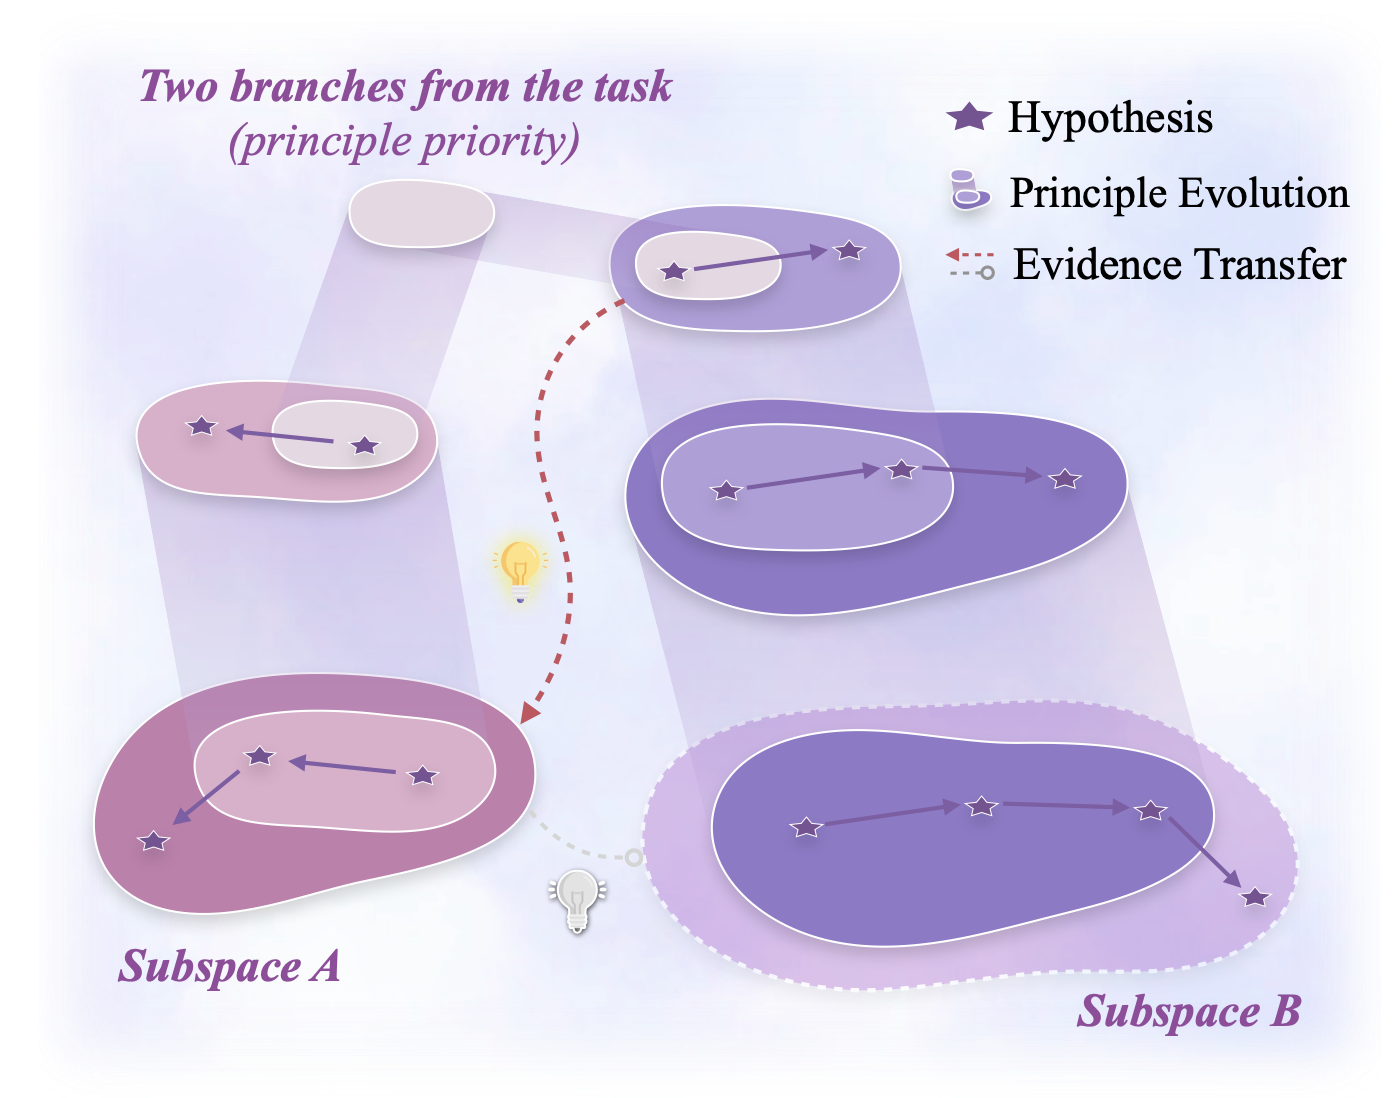 Two branches from the task
(principle priority)
Hypothesis
Principle Evolution
Evidence Transfer
Subspace A
Subspace B